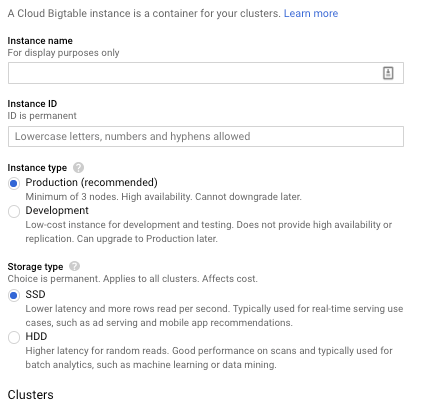 A Cloud Bigtable instance is a container for your clusters. Learn more
Instance name
For display purposes only
Instance ID
ID is permanent
Lowercase letters, numbers and hyphens allowed
Instance type ?
Production (recommended)
Minimum of 3 nodes. High availability. Cannot downgrade later.
Development
Low-cost instance for development and testing. Does not provide high availability or
replication. Can upgrade to Production later.
Storage type ?
Choice is permanent. Applies to all clusters. Affects cost.
SSD
Lower latency and more rows read per second. Typically used for real-time serving use
cases, such as ad serving and mobile app recommendations.
HDD
Higher latency for random reads. Good performance on scans and typically used for
batch analytics, such as machine learning or data mining.
Clusters